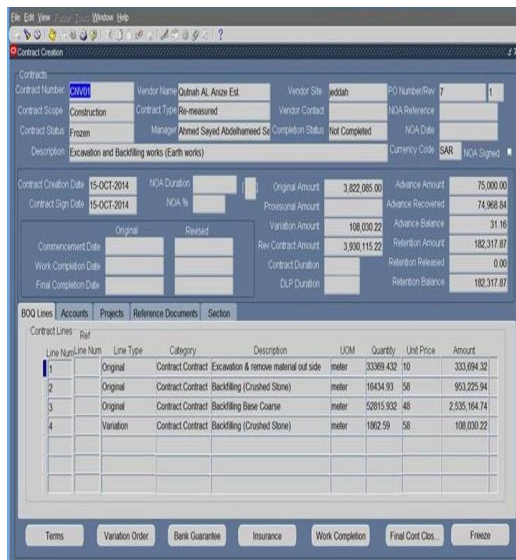 File Edit View Folder Tools Window Help
Contract Creation
Contracts
Contract Number CNV01 Vendor Name Qutnah AL Anize Est. Vendor Site jeddah PO Number/Rev 7 1
Contract Scope Construction Contract Type Re-measured Vendor Contact NOA Reference
Contract Status Frozen Manager Ahmed Sayed Abdelhameed Sa Completion Status Not Completed NOA Date
Description Excavation and Backfilling works (Earth works) Currency Code SAR NOA Signed
Contract Creation Date 15-OCT-2014 NOA Duration Original Amount 3,822,085.00 Advance Amount 75,000.00
Contract Sign Date 15-OCT-2014 NOA % Provisional Amount Advance Recovered 74,968.84
Original Revised Variation Amount 108,030.22 Advance Balance 31.16
Commencement Date Rev Contract Amount 3,930,115.22 Retention Amount 182,317.87
Work Completion Date Contract Duration Retention Released 0.00
Final Completion Date DLP Duration Retention Balance 182,317.87
BOQ Lines Accounts Projects Reference Documents Section
Contract Lines
Ref
Line Num Line Num Line Type Category Description UOM Quantity Unit Price Amount
1 Original Contract Contract Excavation & remove material out side meter 33369.432 10 333,694.32
2 Original Contract Contract Backfilling (Crushed Stone) meter 16434.93 58 953,225.94
3 Original Contract Contract Backfilling Base Coarse meter 52815.932 48 2,535,164.74
4 Variation Contract Contract Backfilling (Crushed Stone) meter 1862.59 58 108,030.22
Terms Variation Order Bank Guarantee Insurance Work Completion Final Cont Clos... Freeze